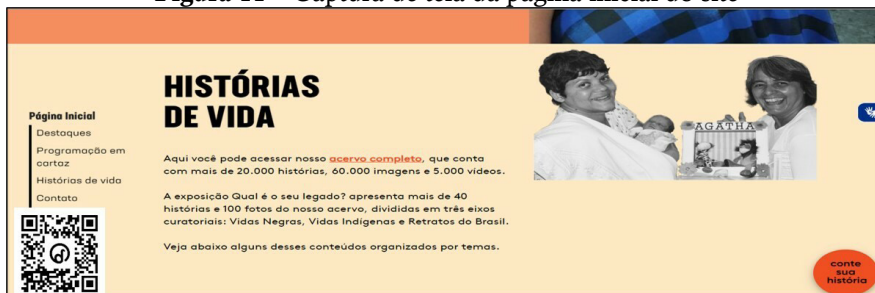 Figura 11 – Captura de tela da página inicial do site
HISTÓRIAS
DE VIDA
Página Inicial
Destaques
Programação em
cartaz
Histórias de vida
Contato
Aqui você pode acessar nosso acervo completo, que conta
com mais de 20.000 histórias, 60.000 imagens e 5.000 vídeos.
A exposição Qual é o seu legado? apresenta mais de 40
histórias e 100 fotos do nosso acervo, divididas em três eixos
curatoriais: Vidas Negras, Vidas Indígenas e Retratos do Brasil.
Veja abaixo alguns desses conteúdos organizados por temas.
AGATHA
conte
sua
história